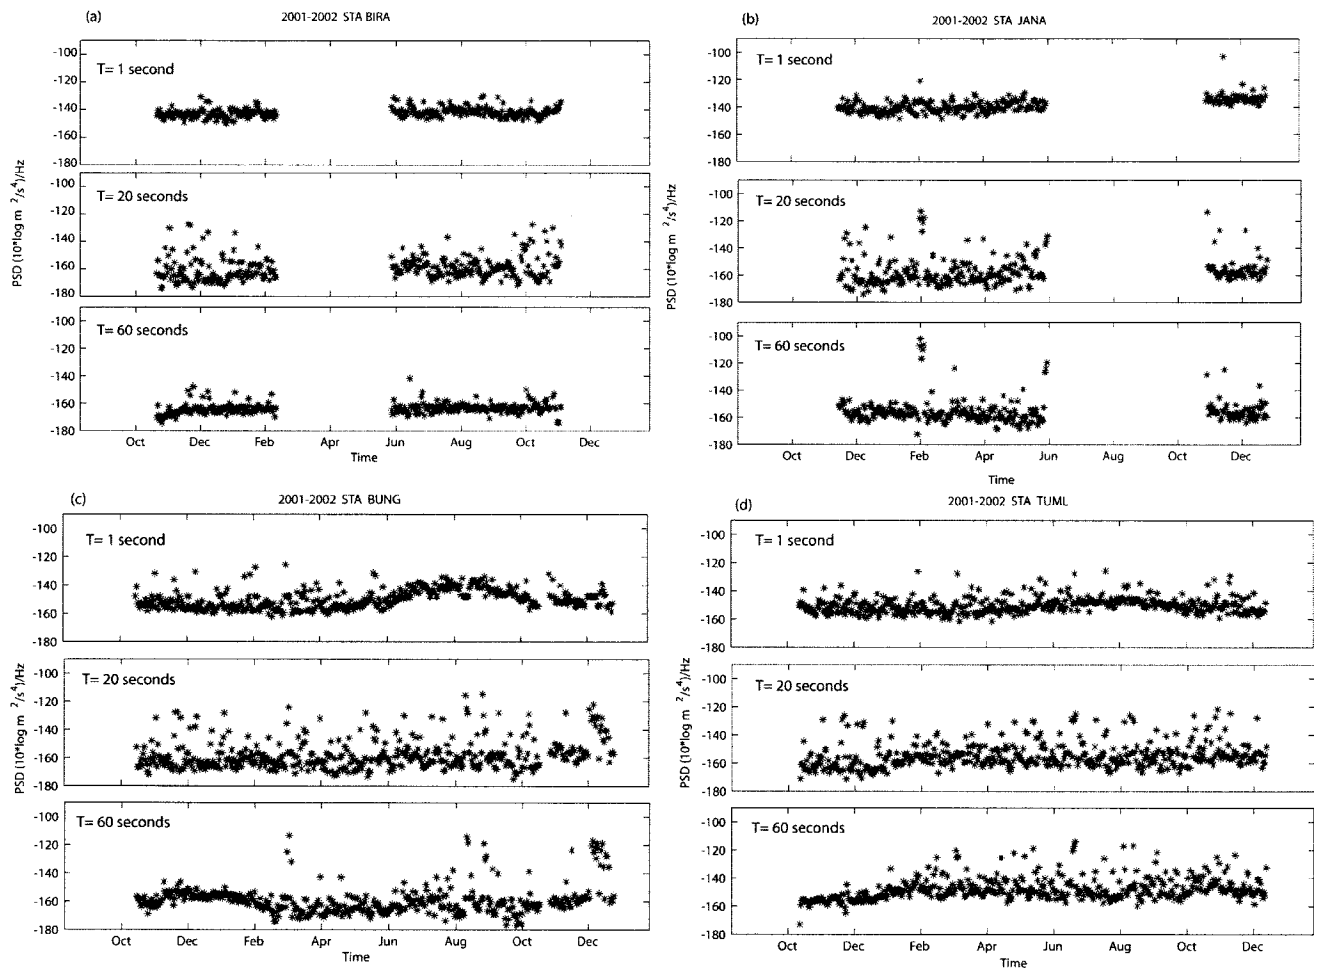 (a)
2001-2002 STA BIRA
T= 1 second
-100
-120
-140
-160
-180
T= 20 seconds
-100
-120
-140
-160
-180
T= 60 seconds
-100
-120
-140
-160
-180
PSD (10*log m 2/s4)/Hz
Oct Dec Feb Apr Jun Aug Oct Dec
Time
(b)
2001-2002 STA JANA
T= 1 second
-100
-120
-140
-160
-180
T= 20 seconds
-100
-120
-140
-160
-180
T= 60 seconds
-100
-120
-140
-160
-180
PSD (10*log m 2/s4)/Hz
Oct Dec Feb Apr Jun Aug Oct Dec
Time
(c)
2001-2002 STA BUNG
T= 1 second
-100
-120
-140
-160
-180
T= 20 seconds
-100
-120
-140
-160
-180
T= 60 seconds
-100
-120
-140
-160
-180
PSD (10*log m 2/s4)/Hz
Oct Dec Feb Apr Jun Aug Oct Dec
Time
(d)
2001-2002 STA TUML
T= 1 second
-100
-120
-140
-160
-180
T= 20 seconds
-100
-120
-140
-160
-180
T= 60 seconds
-100
-120
-140
-160
-180
PSD (10*log m 2/s4)/Hz
Oct Dec Feb Apr Jun Aug Oct Dec
Time